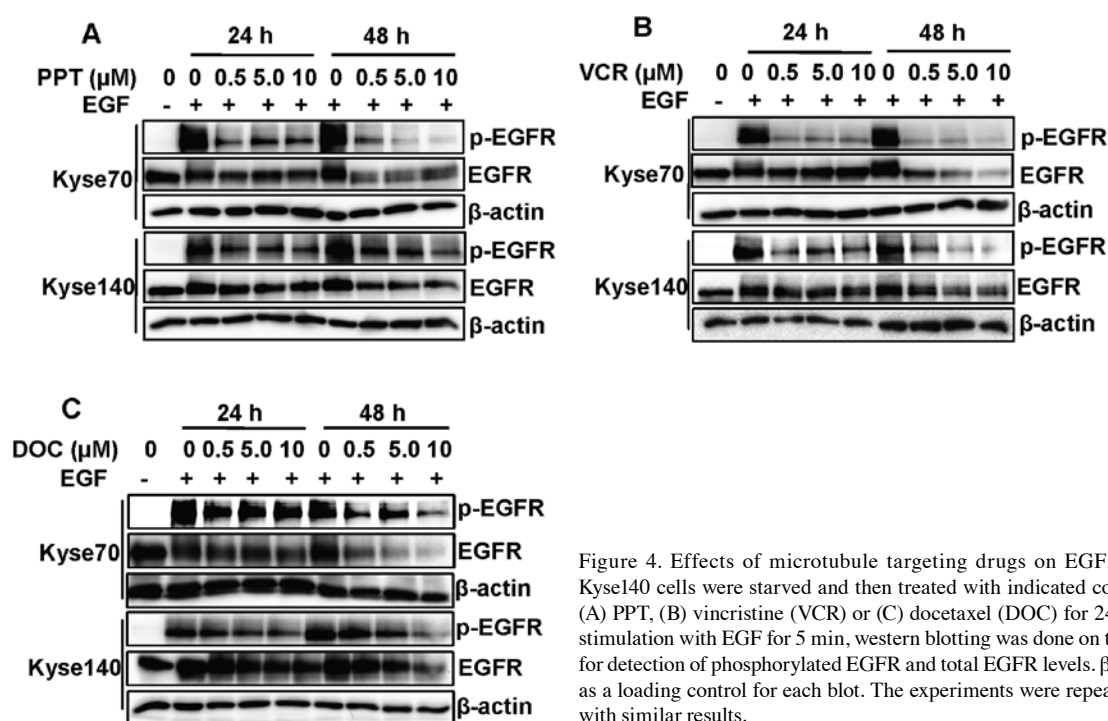 A
24 h 48 h
PPT (µM) 0 0 0.5 5.0 10 0 0.5 5.0 10
EGF - + + + + + + + +
p-EGFR
Kyse70 EGFR
β-actin
p-EGFR
Kyse140 EGFR
β-actin
B
24 h 48 h
VCR (µM) 0 0 0.5 5.0 10 0 0.5 5.0 10
EGF - + + + + + + + +
p-EGFR
Kyse70 EGFR
β-actin
p-EGFR
Kyse140 EGFR
β-actin
C
24 h 48 h
DOC (µM) 0 0 0.5 5.0 10 0 0.5 5.0 10
EGF - + + + + + + + +
p-EGFR
Kyse70 EGFR
β-actin
p-EGFR
Kyse140 EGFR
β-actin
Figure 4. Effects of microtubule targeting drugs on EGF
Kyse140 cells were starved and then treated with indicated co
(A) PPT, (B) vincristine (VCR) or (C) docetaxel (DOC) for 24
stimulation with EGF for 5 min, western blotting was done on t
for detection of phosphorylated EGFR and total EGFR levels. β
as a loading control for each blot. The experiments were repea
with similar results.